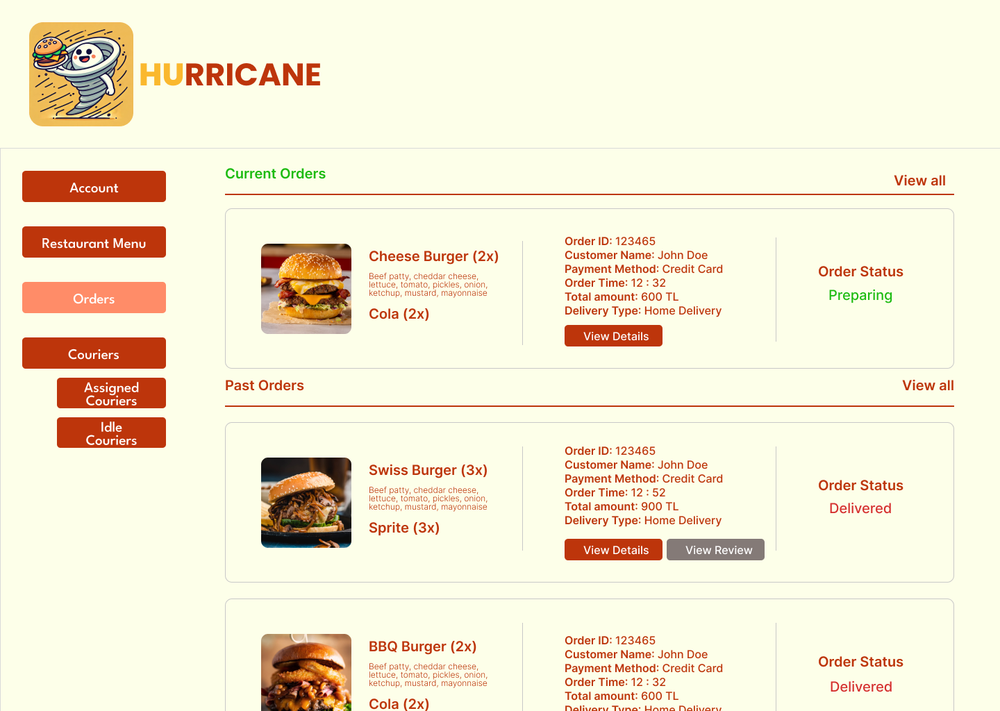 HURRICANE
Account
Restaurant Menu
Orders
Couriers
Assigned
Couriers
Idle
Couriers
Current Orders
View all
Cheese Burger (2x)
Beef patty, cheddar cheese,
lettuce, tomato, pickles, onion,
ketchup, mustard, mayonnaise
Cola (2x)
Order ID: 123465
Customer Name: John Doe
Payment Method: Credit Card
Order Time: 12 : 32
Total amount: 600 TL
Delivery Type: Home Delivery
View Details
Order Status
Preparing
Past Orders
View all
Swiss Burger (3x)
Beef patty, cheddar cheese,
lettuce, tomato, pickles, onion,
ketchup, mustard, mayonnaise
Sprite (3x)
Order ID: 123465
Customer Name: John Doe
Payment Method: Credit Card
Order Time: 12 : 52
Total amount: 900 TL
Delivery Type: Home Delivery
View Details
View Review
Order Status
Delivered
BBQ Burger (2x)
Beef patty, cheddar cheese,
lettuce, tomato, pickles, onion,
ketchup, mustard, mayonnaise
Cola (2x)
Order ID: 123465
Customer Name: John Doe
Payment Method: Credit Card
Order Time: 12 : 32
Total amount: 600 TL
Delivery Type: Home Delivery
Order Status
Delivered